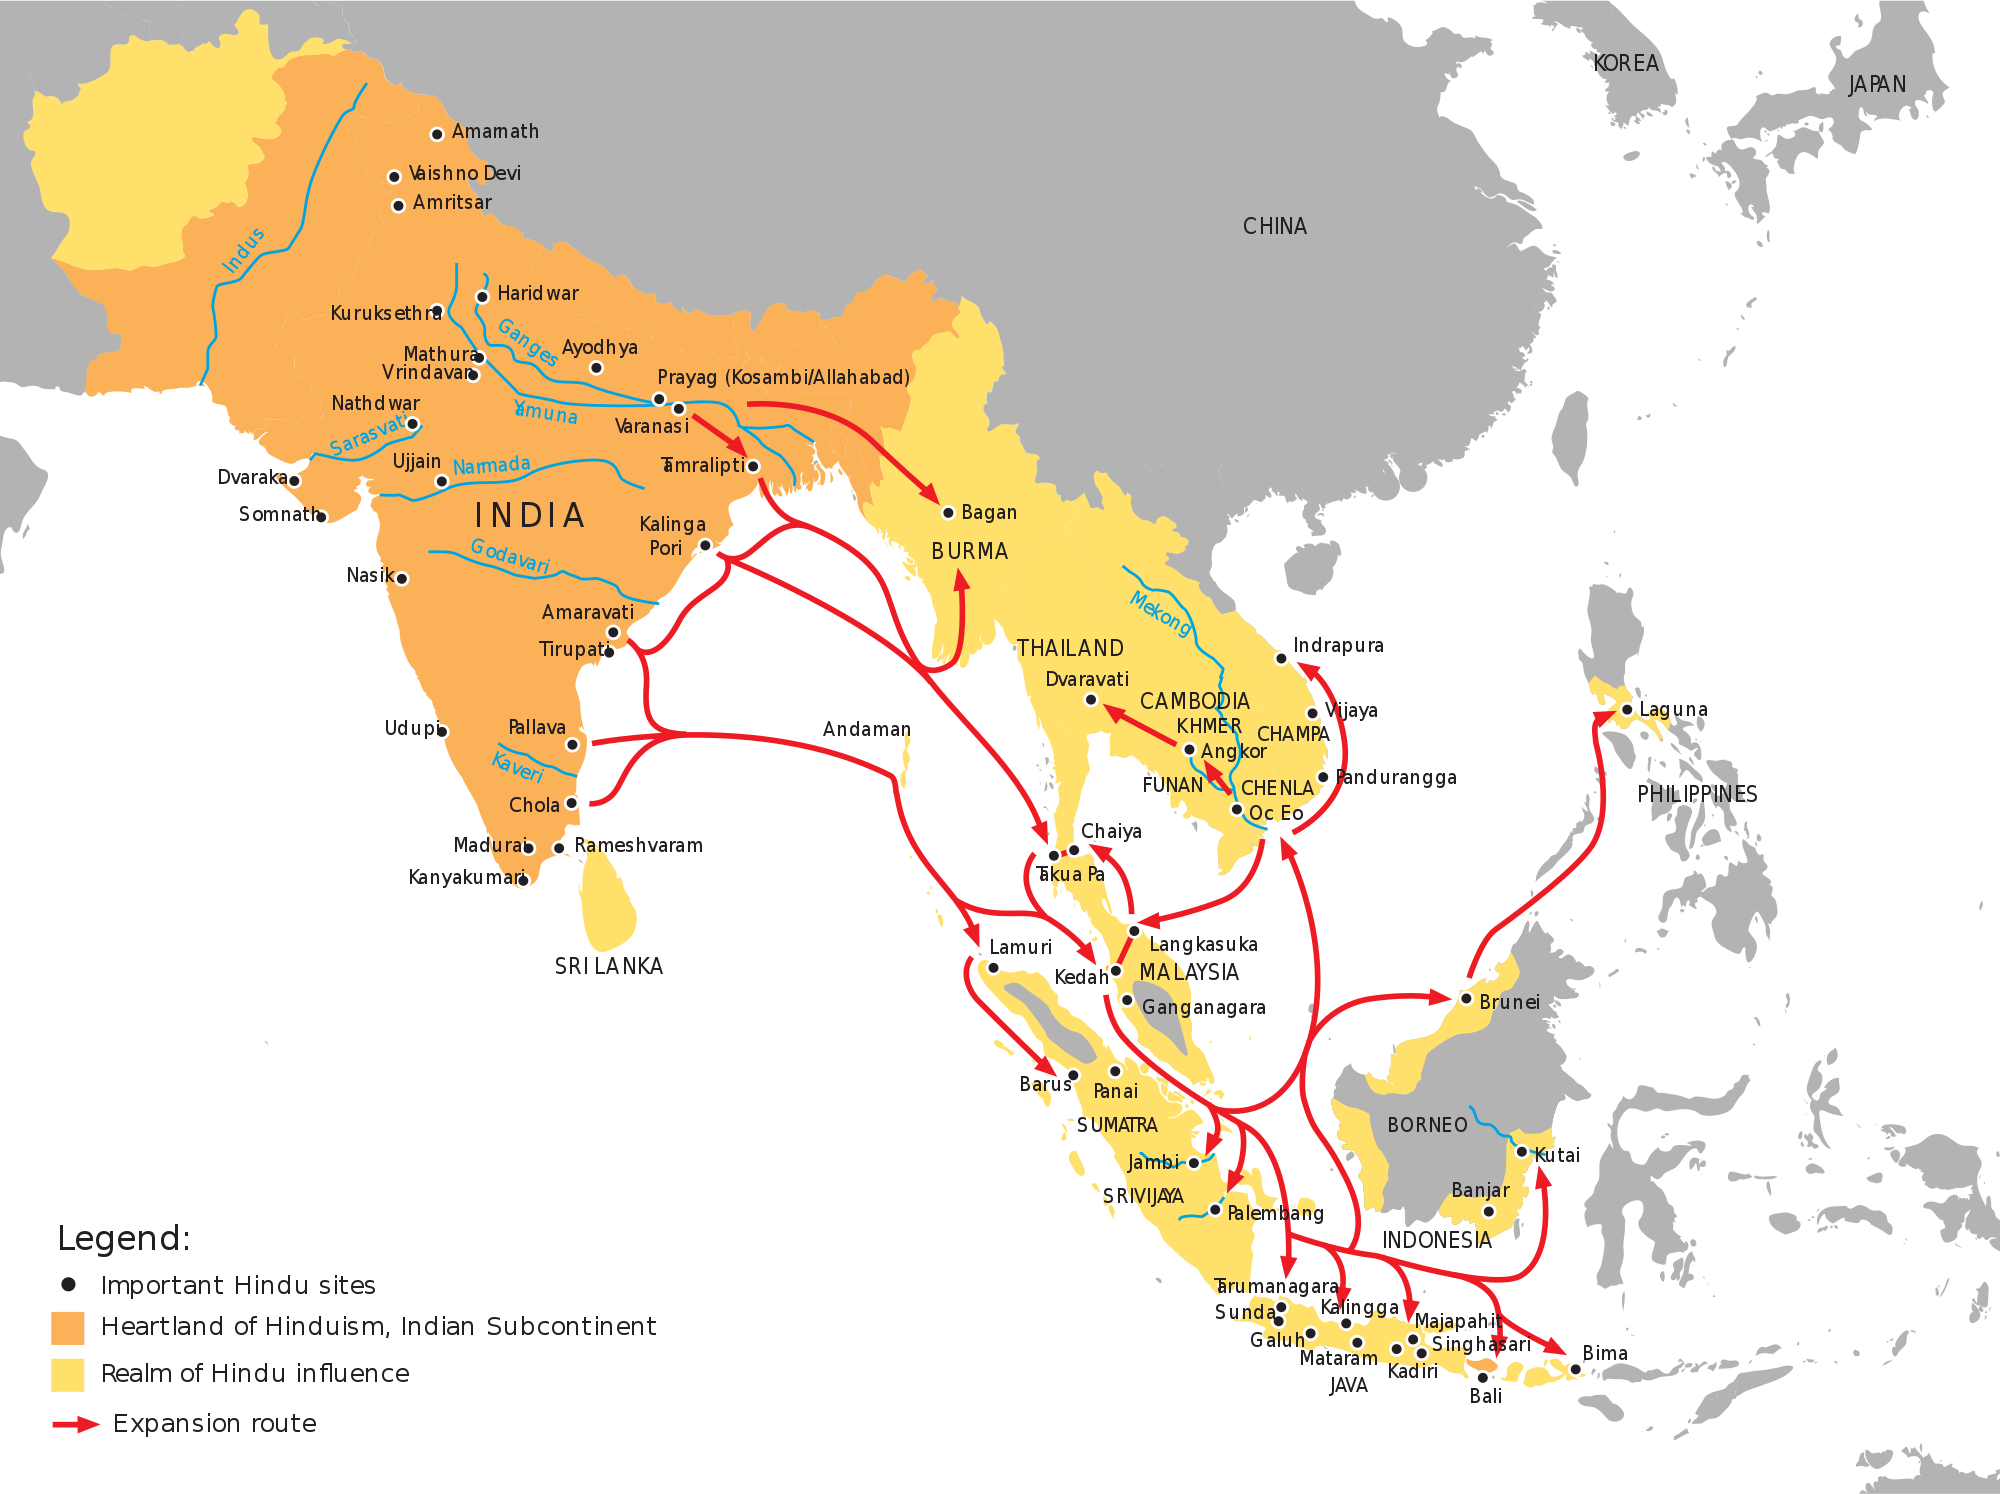 KOREA
JAPAN
Amarnath
Vaishno Devi
Amritsar
CHINA
Indus
Haridwar
Kuruksethra
Ganges
Ayodhya
Mathura
Vrindavan
Prayag (Kosambi/Allahabad)
Nathdwar
Yamuna
Varanasi
Sarasvati
Ujjain
Narmada
Tamralipti
Dvaraka
Somnath
INDIA
Bagan
Kalinga
Pori
BURMA
Godavari
Nasik
Mekong
Amaravati
Tirupati
THAILAND
Indrapura
Dvaravati
CAMBODIA
Vijaya
Laguna
Udupi
Pallava
Andaman
KHMER
CHAMPA
Angkor
Kaveri
FUNAN
CHENLA
Pandurangga
PHILIPPINES
Chola
Oc Eo
Chaiya
Madurai
Rameshvaram
Takua Pa
Kanyakumari
Lamuri
Langkasuka
SRI LANKA
Kedah
MALAYSIA
Ganganagara
Brunei
Barus
Panai
SUMATRA
BORNEO
Jambi
Kutai
SRIVIJAYA
Banjar
Palembang
INDONESIA
Legend:
Important Hindu sites
Heartland of Hinduism, Indian Subcontinent
Realm of Hindu influence
Expansion route
Tarumanagara
Sunda
Kalingga
Majapahit
Galuh
Singhasari
Mataram
Kadiri
Bima
JAVA
Bali